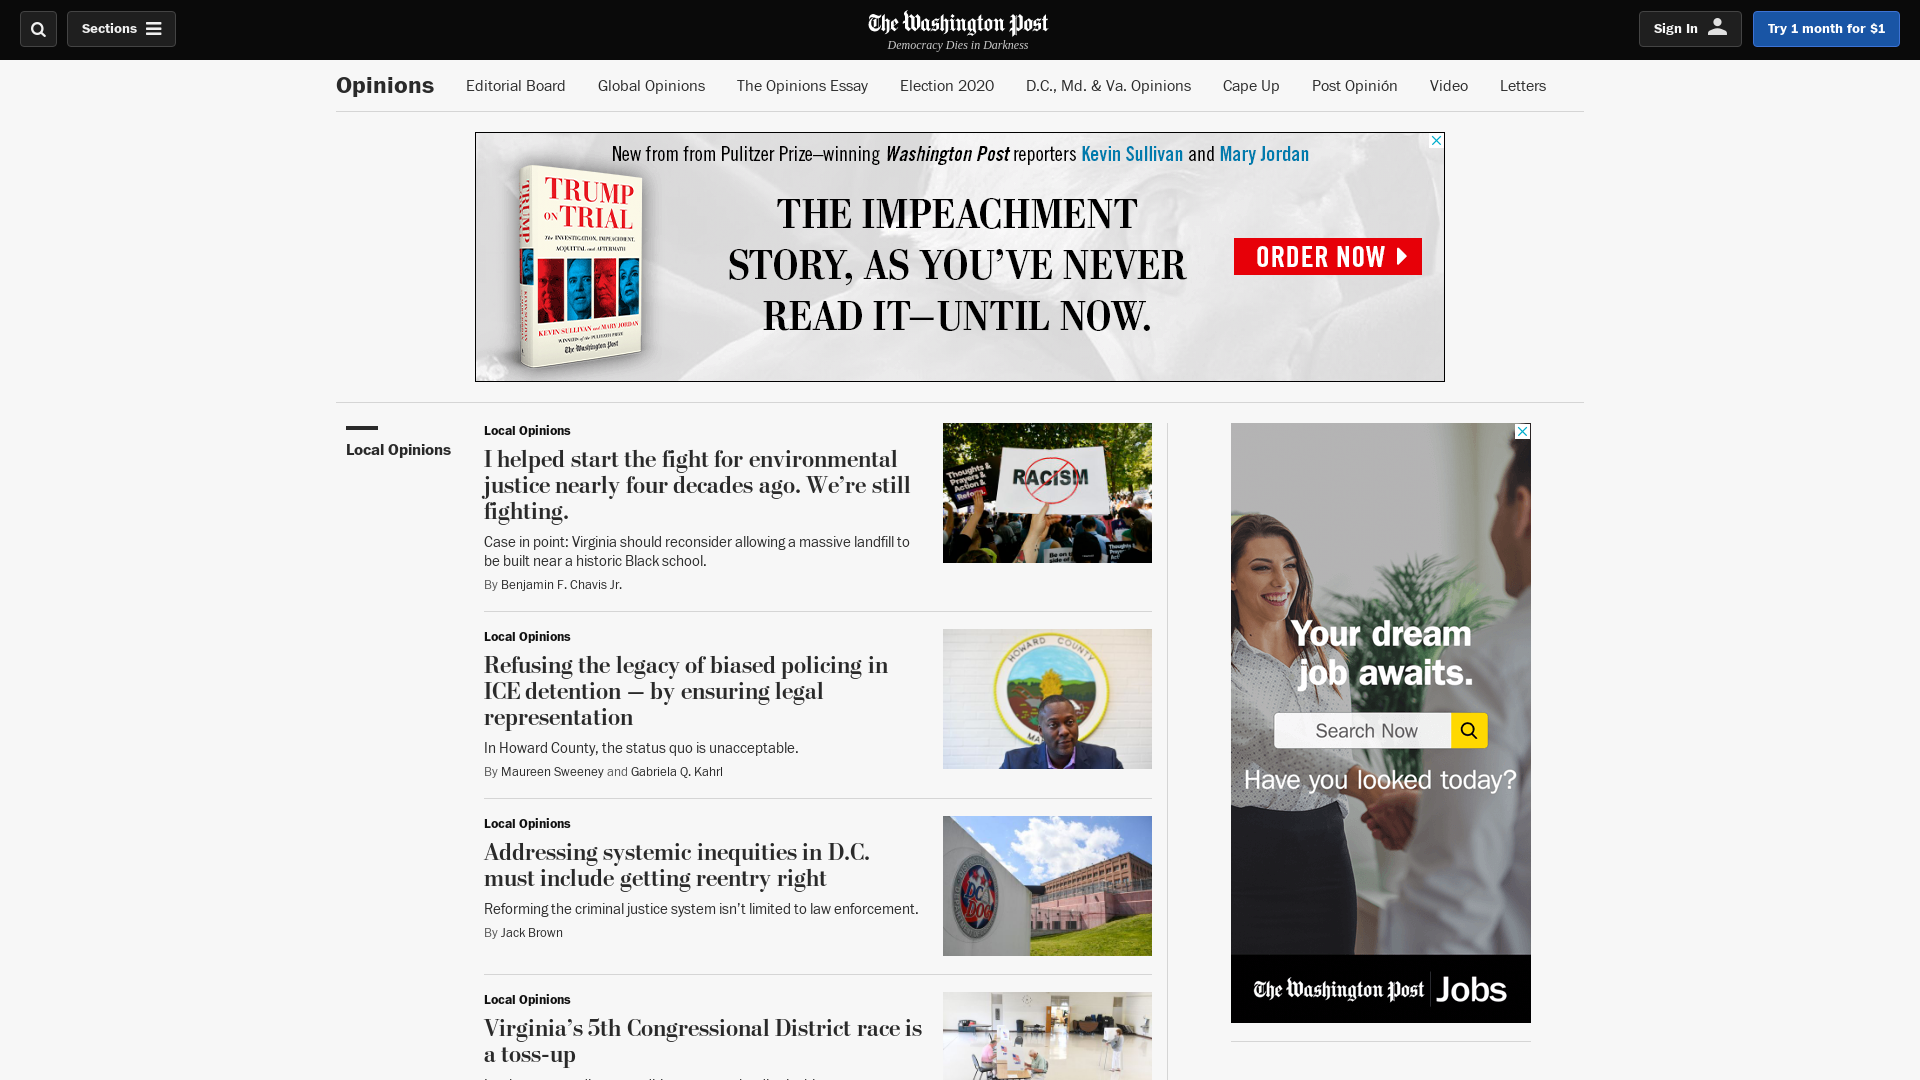 Sections
The Washington Post
Democracy Dies in Darkness
Sign In
Try 1 month for $1
Opinions
Editorial Board
Global Opinions
The Opinions Essay
Election 2020
D.C., Md. & Va. Opinions
Cape Up
Post Opinión
Video
Letters
New from from Pulitzer Prize–winning Washington Post reporters Kevin Sullivan and Mary Jordan
TRUMP
ON TRIAL
The INVESTIGATION, IMPEACHMENT,
ACQUITTAL and AFTERMATH
KEVIN SULLIVAN and MARY JORDAN
WINNERS of the PULITZER PRIZE
The Washington Post
TRUMP
THE IMPEACHMENT
STORY, AS YOU'VE NEVER
READ IT—UNTIL NOW.
ORDER NOW
Local Opinions
Local Opinions
I helped start the fight for environmental
justice nearly four decades ago. We’re still
fighting.
Case in point: Virginia should reconsider allowing a massive landfill to
be built near a historic Black school.
By Benjamin F. Chavis Jr.
Thoughts &
Prayers &
Action &
Reform
RACISM
Local Opinions
Refusing the legacy of biased policing in
ICE detention — by ensuring legal
representation
In Howard County, the status quo is unacceptable.
By Maureen Sweeney and Gabriela Q. Kahrl
HOWARD COUNTY
MA
Local Opinions
Addressing systemic inequities in D.C.
must include getting reentry right
Reforming the criminal justice system isn’t limited to law enforcement.
By Jack Brown
DC
DOC
Local Opinions
Virginia’s 5th Congressional District race is
a toss-up
Your dream
job awaits.
Search Now
Have you looked today?
The Washington Post Jobs